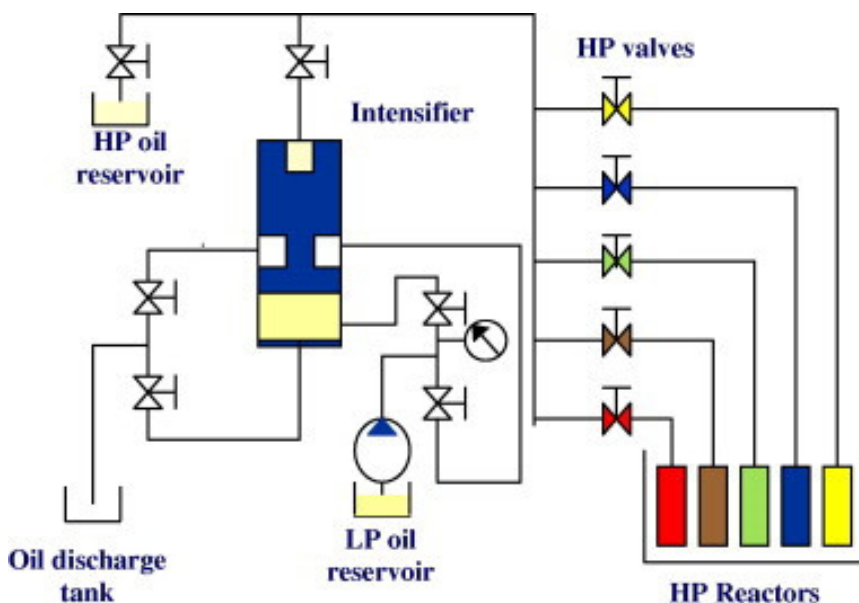 HP valves
Intensifier
HP oil
reservoir
LP oil
reservoir
Oil discharge
tank
HP Reactors